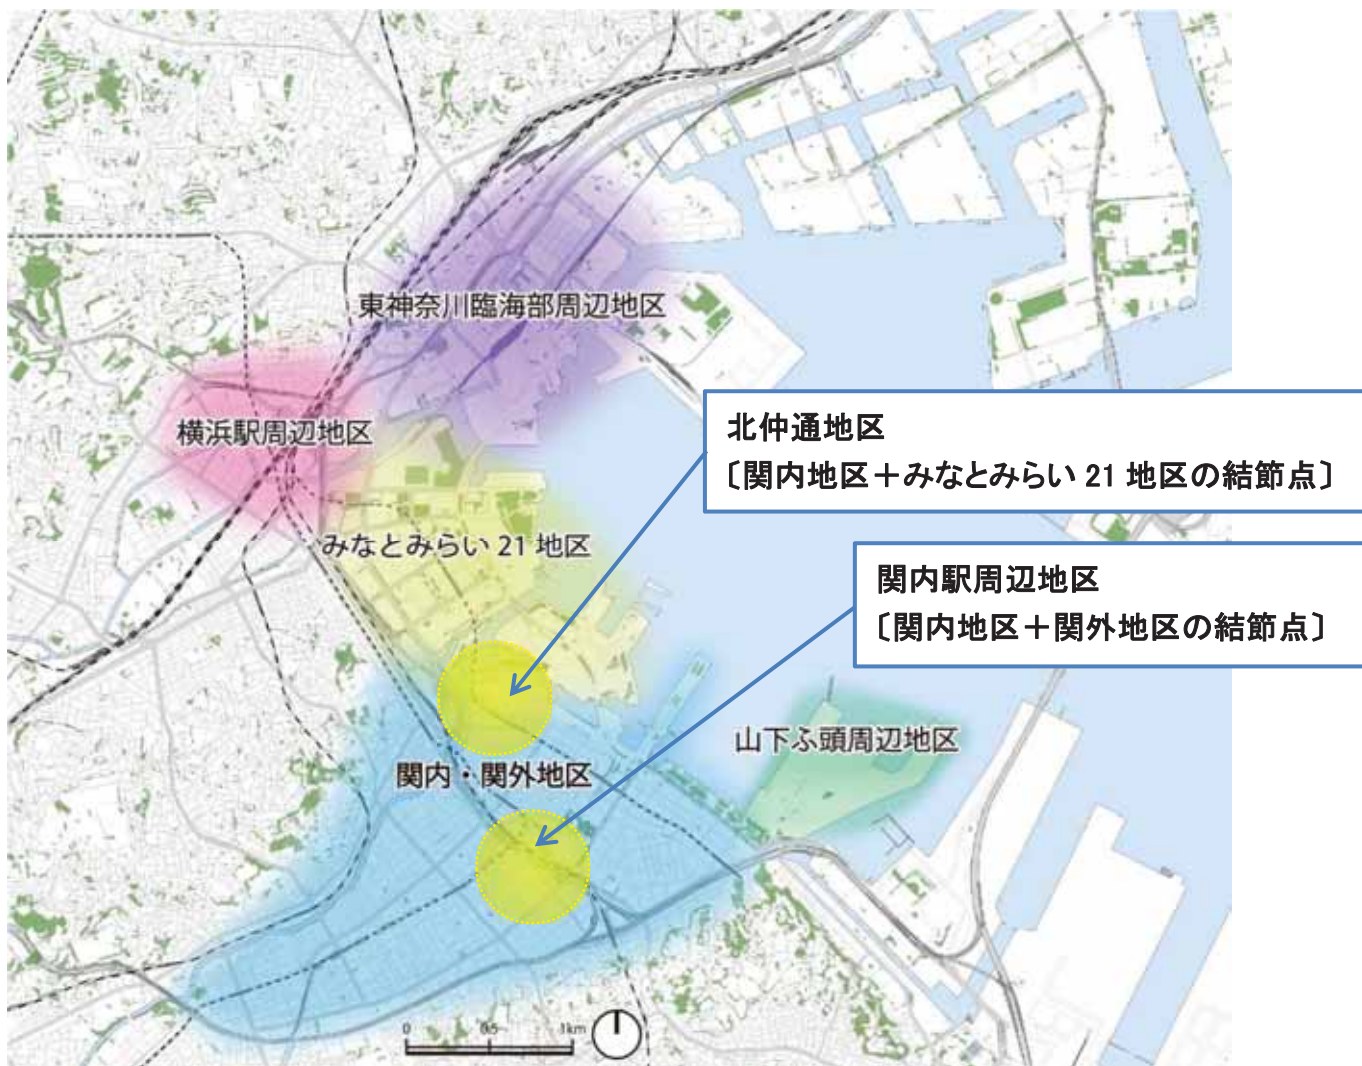 東神奈川臨海部周辺地区
横浜駅周辺地区
北仲通地区
〔関内地区＋みなとみらい 21 地区の結節点〕
みなとみらい 21 地区
関内駅周辺地区
〔関内地区＋関外地区の結節点〕
山下ふ頭周辺地区
関内・関外地区
0 0.5 1km